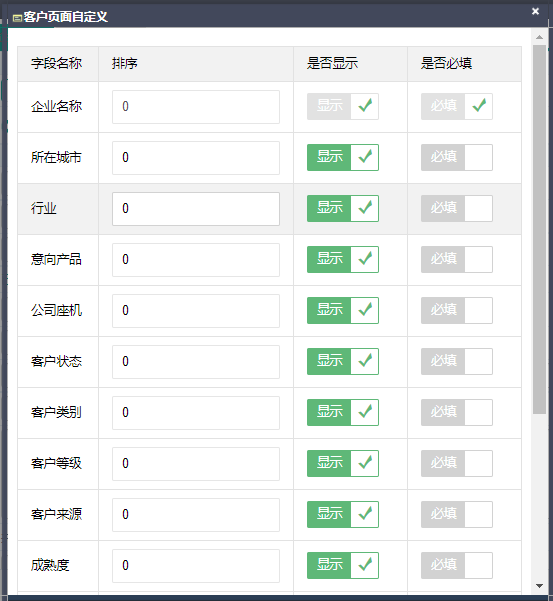 客户页面自定义
字段名称 排序 是否显示 是否必填
企业名称 0 显示 必填
所在城市 0 显示 必填
行业 0 显示 必填
意向产品 0 显示 必填
公司座机 0 显示 必填
客户状态 0 显示 必填
客户类别 0 显示 必填
客户等级 0 显示 必填
客户来源 0 显示 必填
成熟度 0 显示 必填